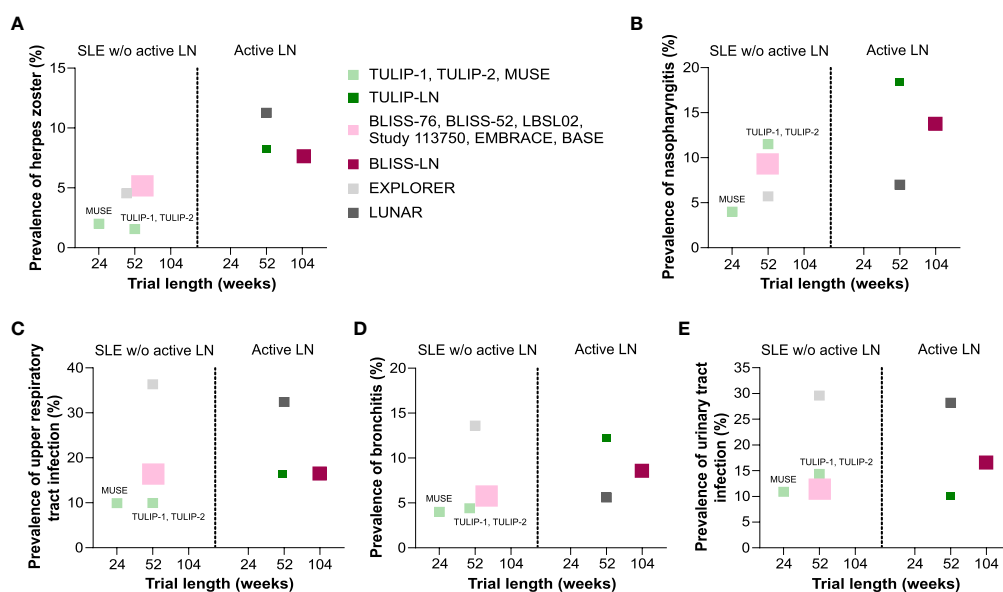 A
SLE w/o active LN
Active LN
Prevalence of herpes zoster (%)
15
10
5
0
MUSE
TULIP-1, TULIP-2
24
52
104
24
52
104
Trial length (weeks)
TULIP-1, TULIP-2, MUSE
TULIP-LN
BLISS-76, BLISS-52, LBSL02,
Study 113750, EMBRACE, BASE
BLISS-LN
EXPLORER
LUNAR
B
SLE w/o active LN
Active LN
Prevalence of nasopharyngitis (%)
20
15
10
5
0
TULIP-1, TULIP-2
MUSE
24
52
104
24
52
104
Trial length (weeks)
C
SLE w/o active LN
Active LN
Prevalence of upper respiratory
tract infection (%)
40
30
20
10
0
MUSE
TULIP-1, TULIP-2
24
52
104
24
52
104
Trial length (weeks)
D
SLE w/o active LN
Active LN
Prevalence of bronchitis (%)
20
15
10
5
0
MUSE
TULIP-1, TULIP-2
24
52
104
24
52
104
Trial length (weeks)
E
SLE w/o active LN
Active LN
Prevalence of urinary tract
infection (%)
35
30
25
20
15
10
5
0
TULIP-1, TULIP-2
MUSE
24
52
104
24
52
104
Trial length (weeks)